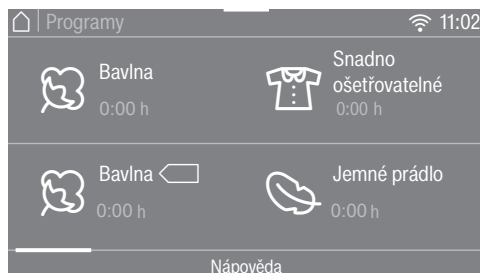 Programy 11:02
Bavlna
0:00 h
Snadno
ošetřovatelné
0:00 h
Bavlna
0:00 h
Jemné prádlo
0:00 h
Nápověda